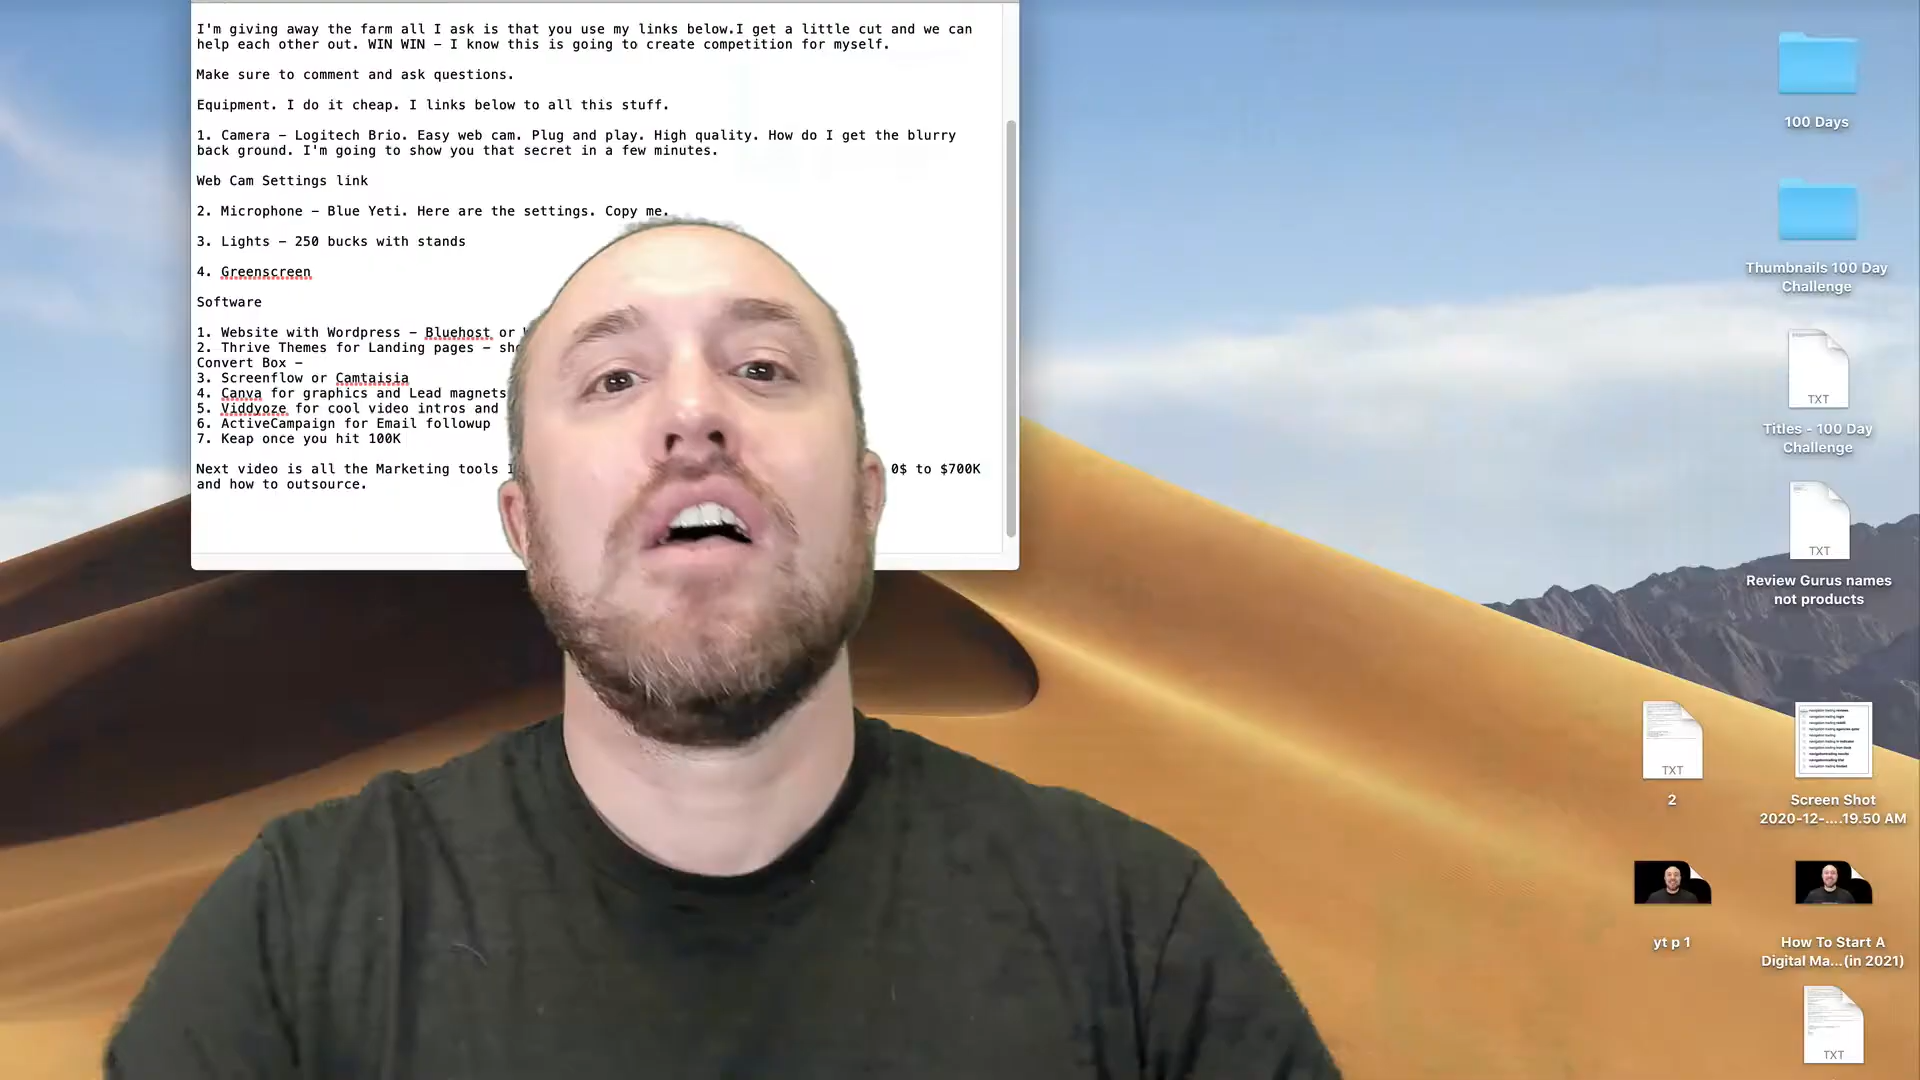 I'm giving away the farm all I ask is that you use my links below.I get a little cut and we can
help each other out. WIN WIN – I know this is going to create competition for myself.
Make sure to comment and ask questions.
Equipment. I do it cheap. I links below to all this stuff.
1. Camera – Logitech Brio. Easy web cam. Plug and play. High quality. How do I get the blurry
back ground. I'm going to show you that secret in a few minutes.
Web Cam Settings link
2. Microphone – Blue Yeti. Here are the settings. Copy me.
3. Lights – 250 bucks with stands
4. Greenscreen
Software
1. Website with Wordpress – Bluehost or
2. Thrive Themes for Landing pages –
Convert Box –
3. Screenflow or Camtaisia
4. Canva for graphics and Lead magnets
5. Viddyoze for cool video intros and
6. ActiveCampaign for Email followup
7. Keap once you hit 100K
Next video is all the Marketing tools I 0$ to $700K
and how to outsource.
100 Days
Thumbnails 100 Day
Challenge
TXT
Titles - 100 Day
Challenge
TXT
Review Gurus names
not products
TXT
2
Screen Shot
2020-12-....19.50 AM
yt p 1
How To Start A
Digital Ma...(in 2021)
TXT